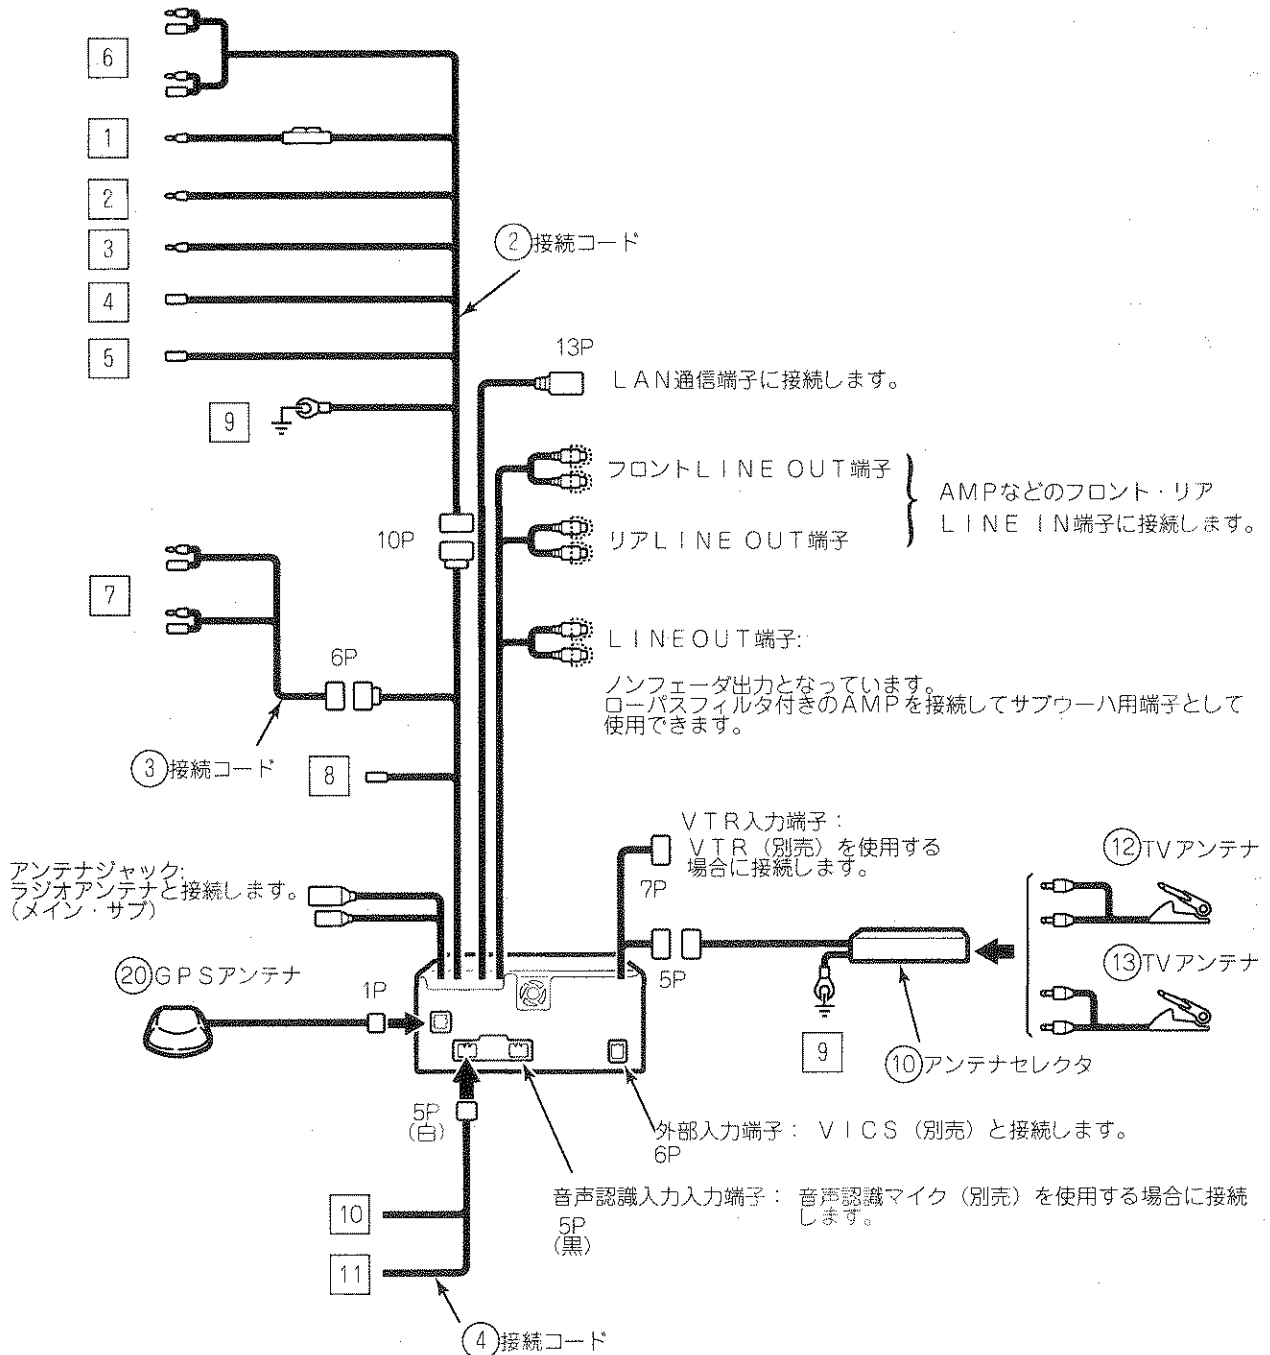 6
1
2
3
4
5
9
②接続コード
13P
LAN通信端子に接続します。
フロントLINE OUT端子
リアLINE OUT端子
AMPなどのフロント・リア
LINE IN端子に接続します。
10P
7
6P
LINEOUT端子:
ノンフェーダ出力となっています。
ローパスフィルタ付きのAMPを接続してサブウーハ用端子として
使用できます。
③接続コード
8
アンテナジャック:
ラジオアンテナと接続します。
(メイン・サブ)
VTR入力端子:
VTR(別売)を使用する
場合に接続します。
7P
⑫TVアンテナ
⑬TVアンテナ
5P
9
⑩アンテナセレクタ
⑳GPSアンテナ
1P
5P
(白)
外部入力端子: VICS(別売)と接続します。
6P
音声認識入力入力端子: 音声認識マイク(別売)を使用する場合に接続
します。
5P
(黒)
10
11
④接続コード